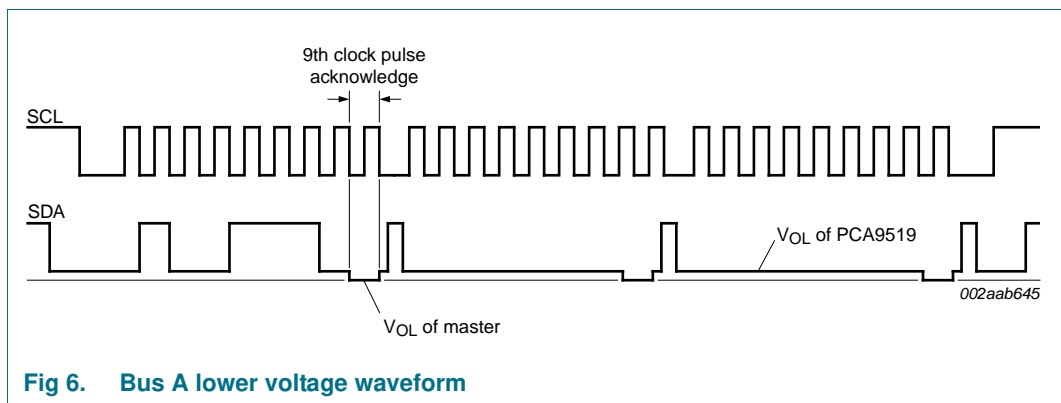 9th clock pulse
acknowledge
SCL
SDA
VOL of PCA9519
002aab645
VOL of master
Fig 6. Bus A lower voltage waveform